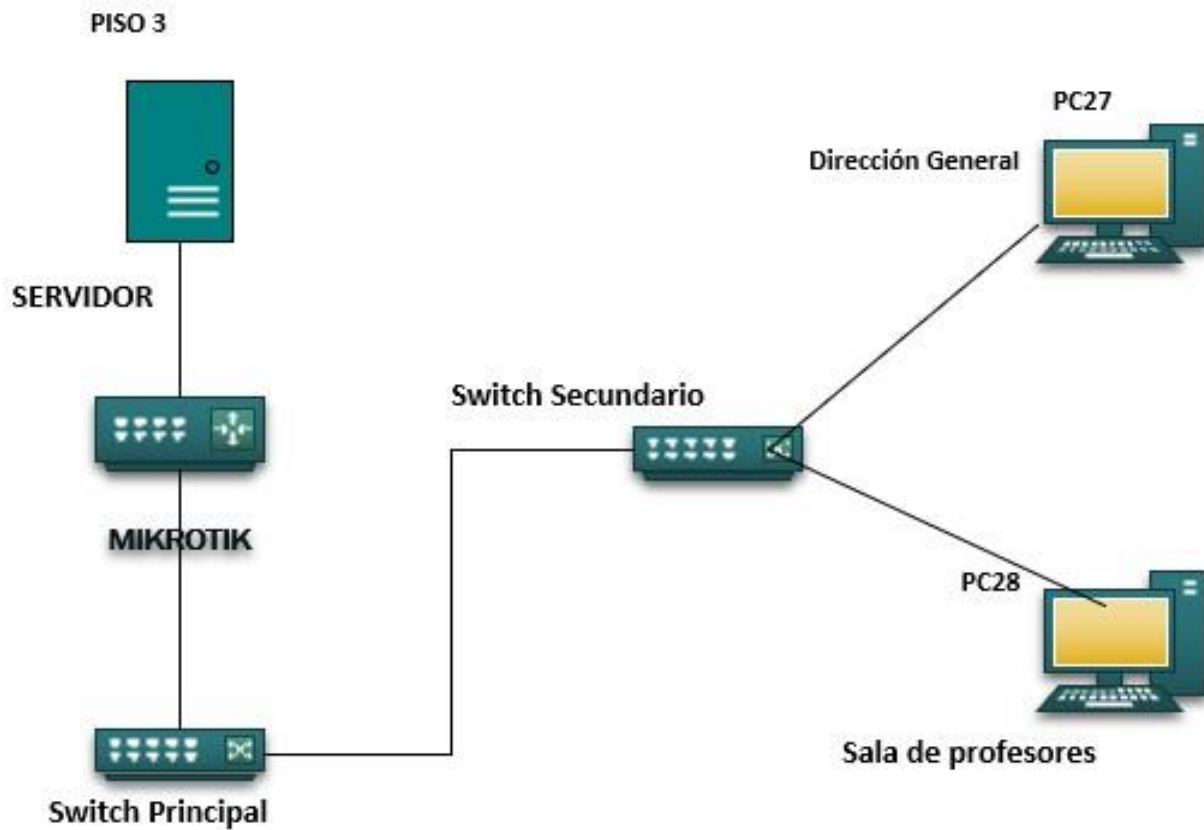 PISO 3
PC27
Dirección General
SERVIDOR
Switch Secundario
MIKROTIK
PC28
Sala de profesores
Switch Principal